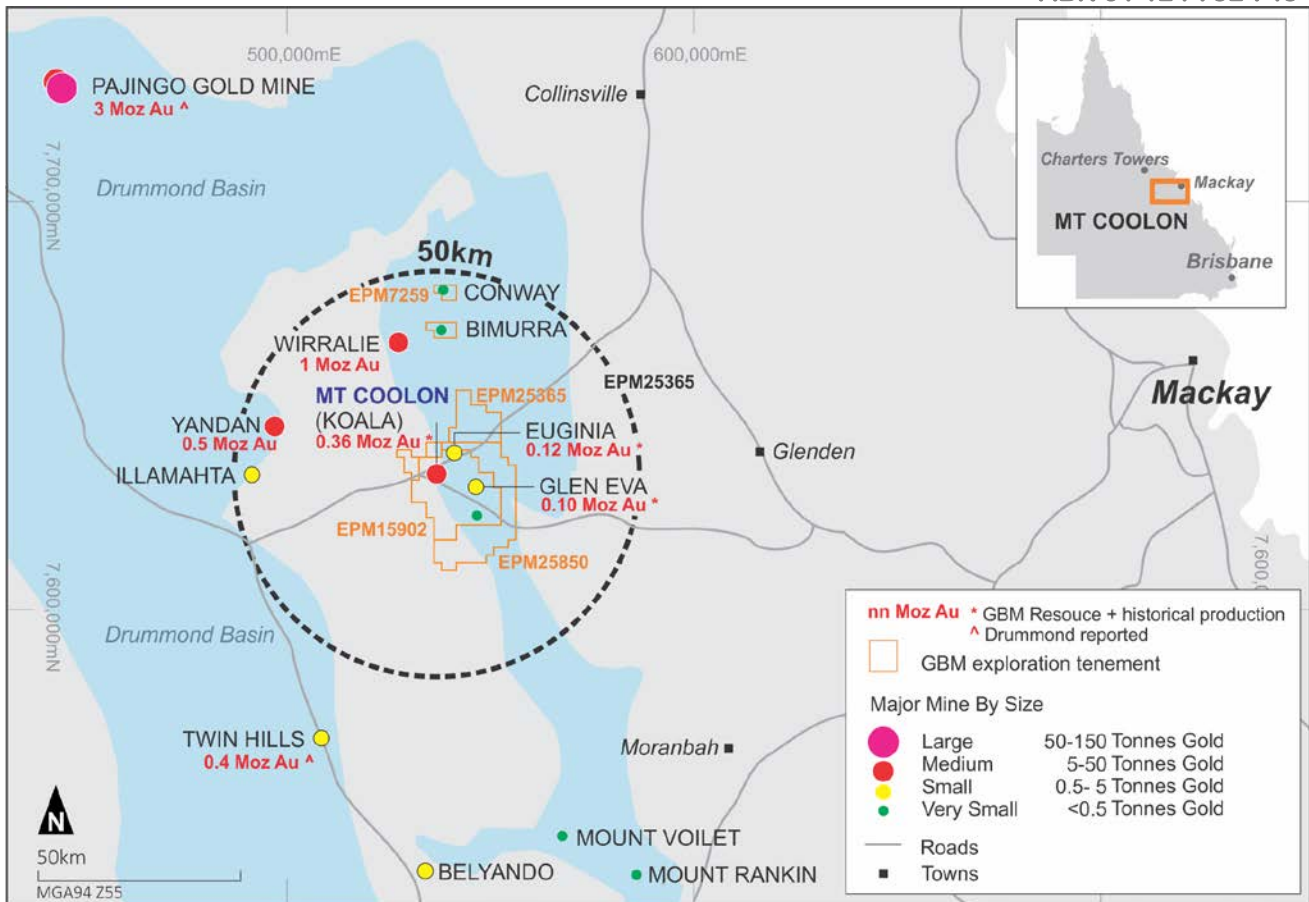 500,000mE
600,000mE
PAJINGO GOLD MINE
3 Moz Au ^
Collinsville
7,700,000mN
Drummond Basin
Charters Towers
Mackay
MT COOLON
Brisbane
50km
EPM7259
CONWAY
BIMURRA
WIRRALIE
1 Moz Au
EPM25365
MT COOLON
(KOALA)
0.36 Moz Au *
EPM25365
Mackay
YANDAN
0.5 Moz Au
EUGINIA
0.12 Moz Au *
Glenden
ILLAMAHTA
GLEN EVA
0.10 Moz Au *
EPM15902
EPM25850
7,600,000mN
Drummond Basin
TWIN HILLS
0.4 Moz Au ^
Moranbah
MOUNT VOILET
BELYANDO
MOUNT RANKIN
N
50km
MGA94 Z55
nn Moz Au * GBM Resouce + historical production
^ Drummond reported
GBM exploration tenement
Major Mine By Size
Large 50-150 Tonnes Gold
Medium 5-50 Tonnes Gold
Small 0.5- 5 Tonnes Gold
Very Small <0.5 Tonnes Gold
Roads
Towns